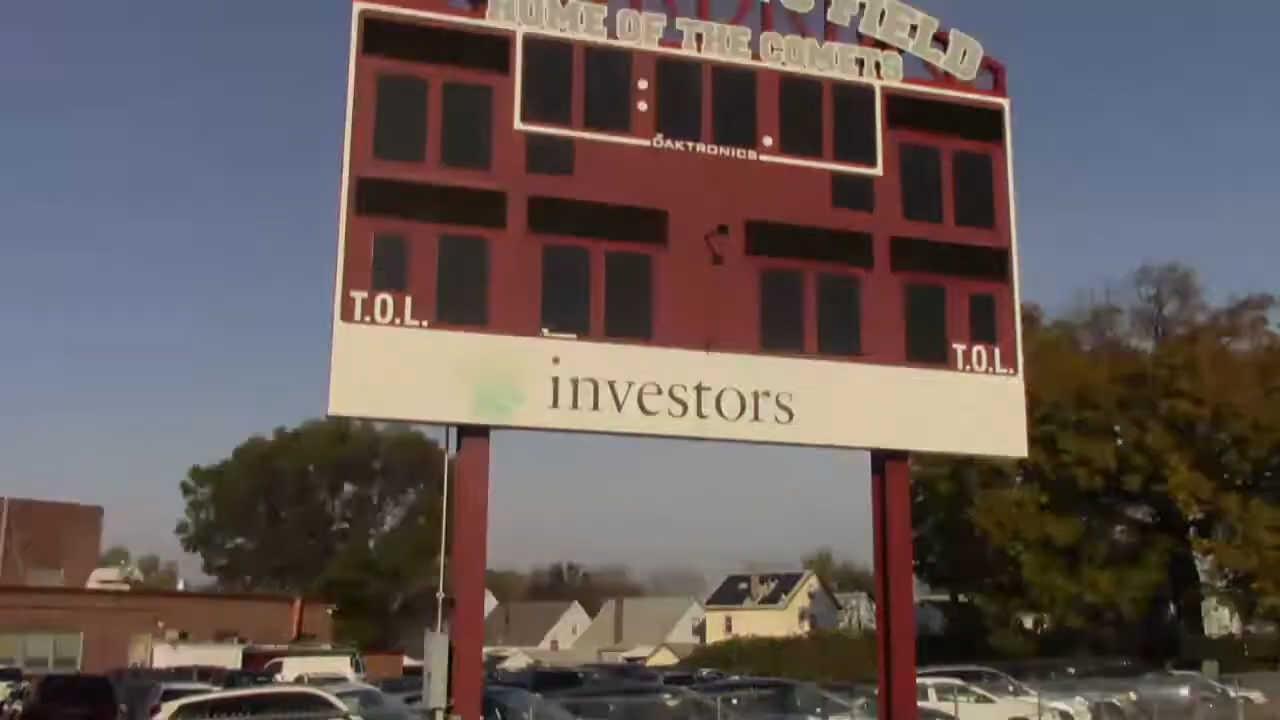 FIELD
HOME OF THE COMETS
DAKTRONICS
T.O.L.
T.O.L.
investors